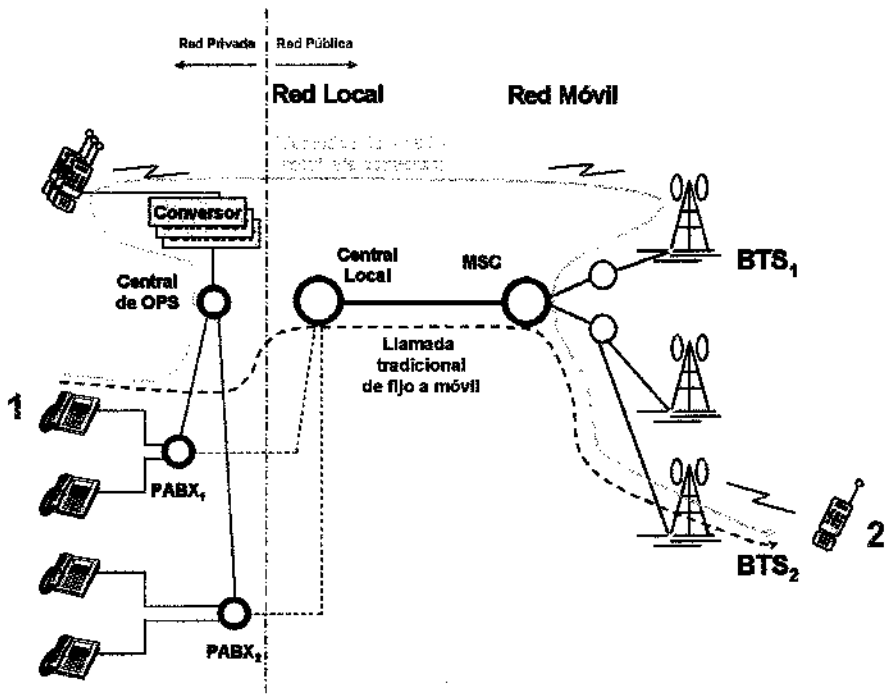 Red Privada
Red Pública
Red Local
Red Móvil
Conversor
Central
de OPS
Central
Local
MSC
BTS₁
Llamada
tradicional
de fijo a móvil
1
PABX₁
2
BTS₂
PABX₂